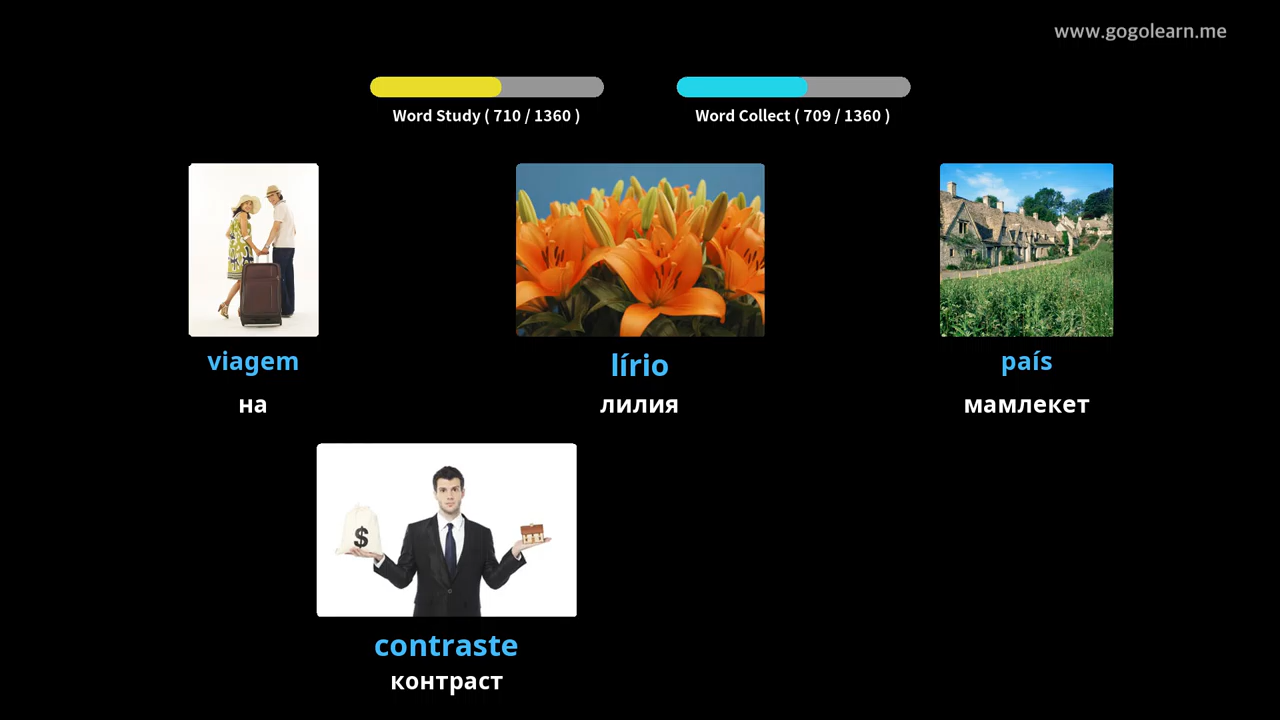 www.gogolearn.me
Word Study ( 710 / 1360 )
Word Collect ( 709 / 1360 )
viagem
lírio
país
на
лилия
мамлекет
$
contraste
контраст